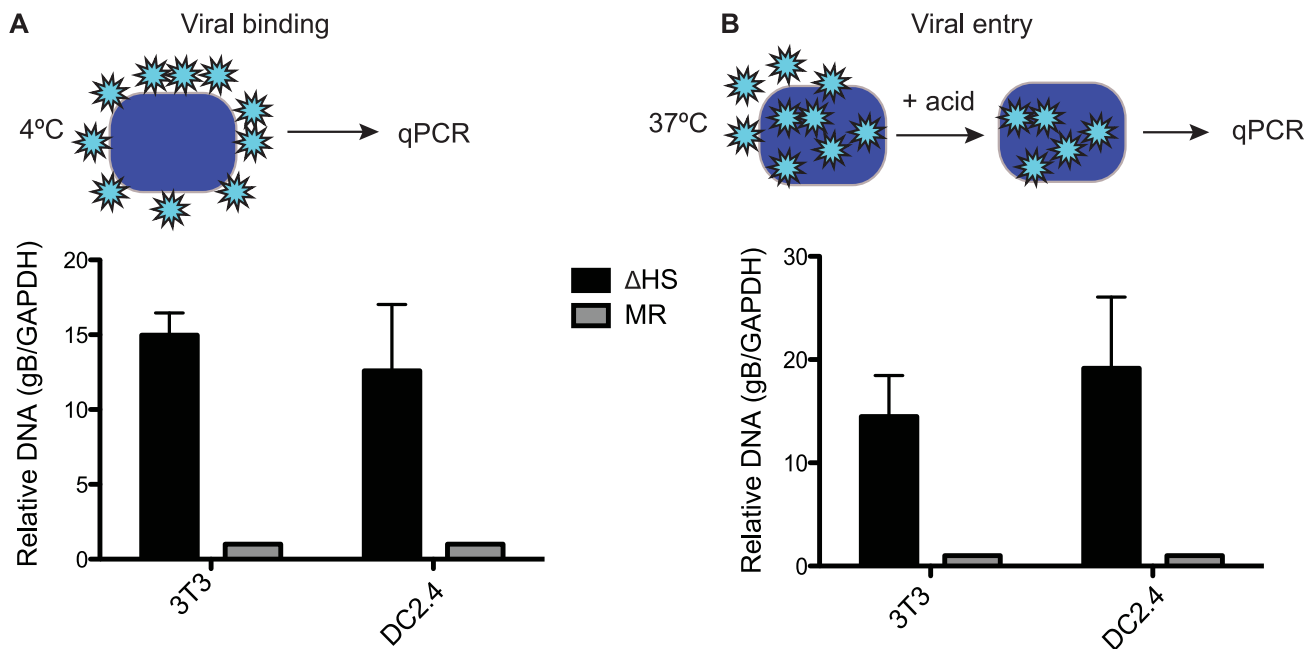 A
Viral binding
4ºC
qPCR
Relative DNA (gB/GAPDH)
20
15
10
5
0
3T3
DC2.4
ΔHS
MR
B
Viral entry
37ºC
+ acid
qPCR
Relative DNA (gB/GAPDH)
30
20
10
0
3T3
DC2.4